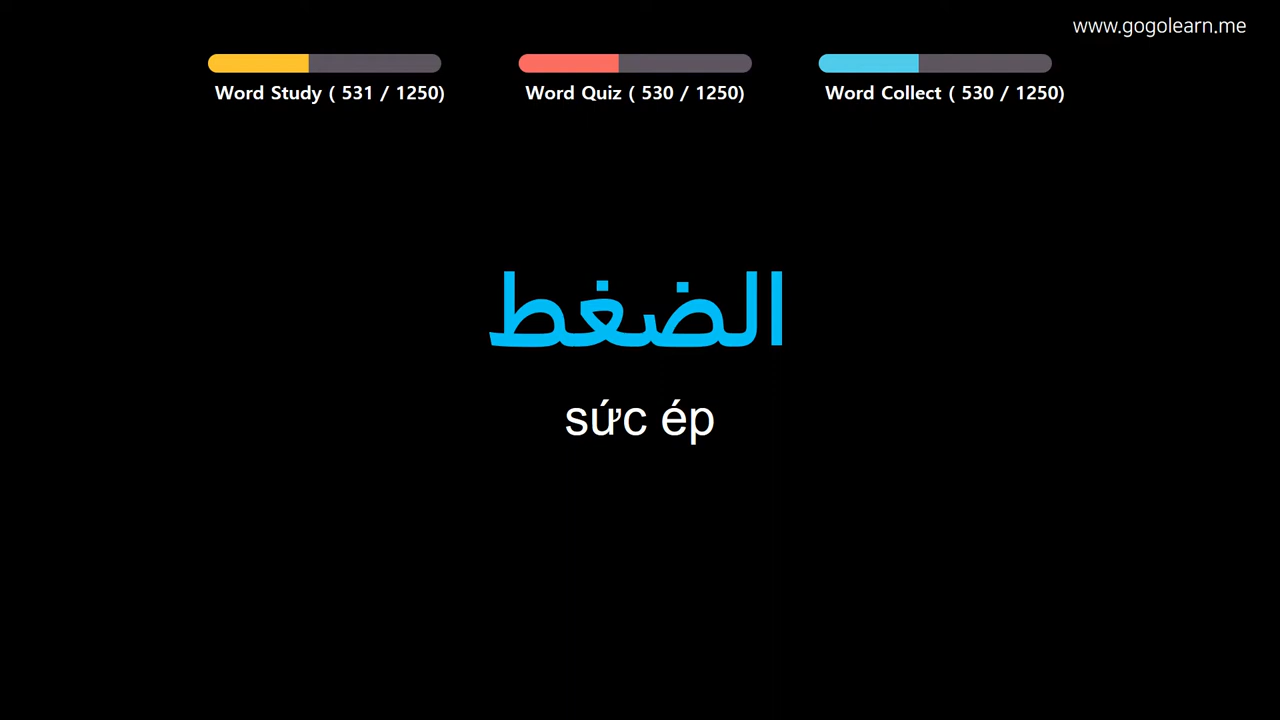 www.gogolearn.me
Word Study ( 531 / 1250)
Word Quiz ( 530 / 1250)
Word Collect ( 530 / 1250)
الضغط
sức ép